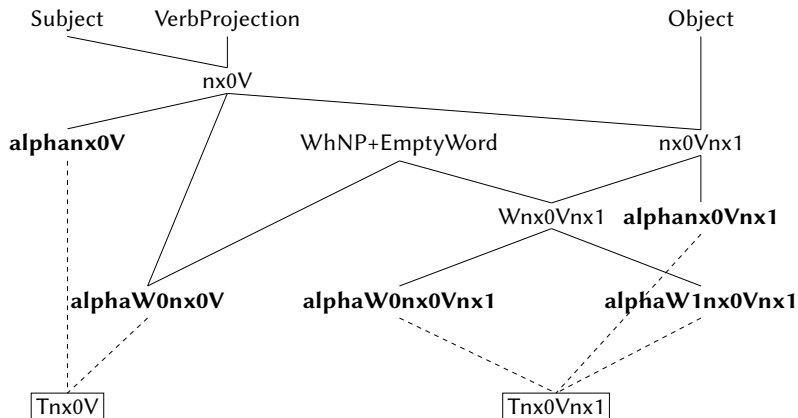 Subject VerbProjection Object
nx0V
alphanx0V WhNP+EmptyWord nx0Vnx1
Wnx0Vnx1 alphanx0Vnx1
alphaW0nx0V alphaW0nx0Vnx1 alphaW1nx0Vnx1
Tnx0V Tnx0Vnx1